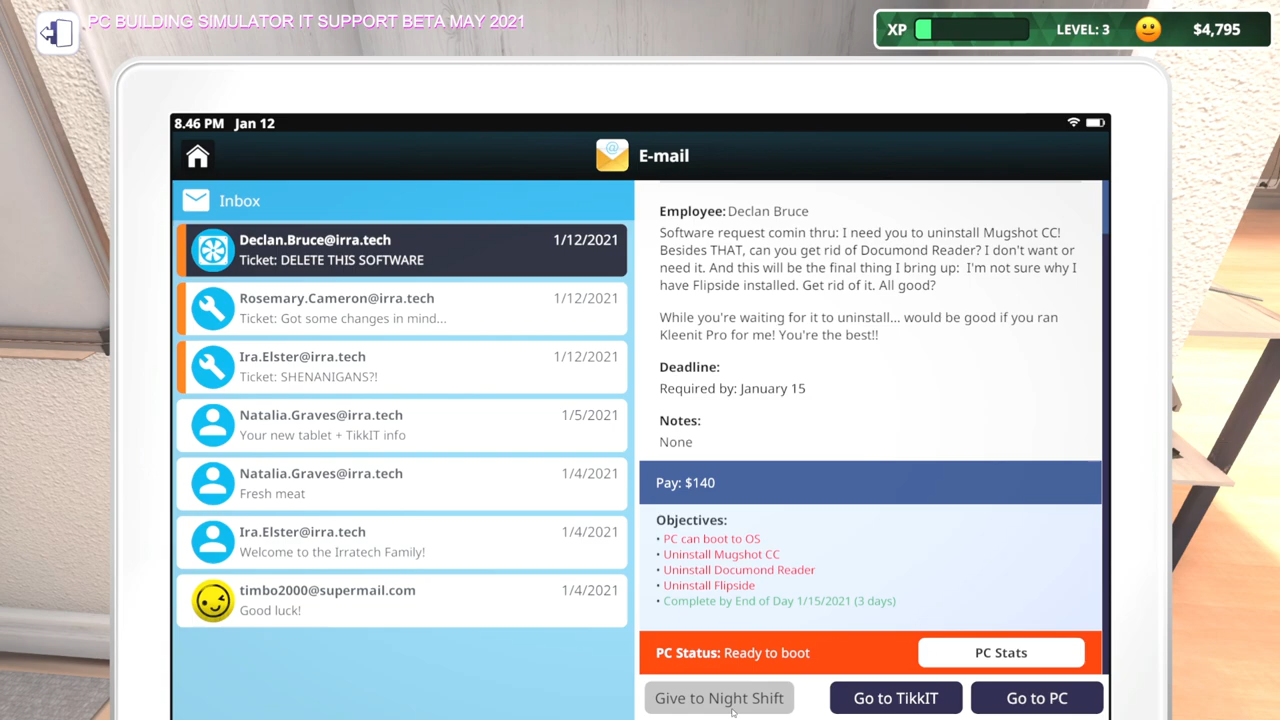 PC BUILDING SIMULATOR IT SUPPORT BETA MAY 2021
XP LEVEL: 3 $4,795
8.46 PM Jan 12
E-mail
Inbox
Declan.Bruce@irra.tech 1/12/2021
Ticket: DELETE THIS SOFTWARE
Rosemary.Cameron@irra.tech 1/12/2021
Ticket: Got some changes in mind...
Ira.Elster@irra.tech 1/12/2021
Ticket: SHENANIGANS?!
Natalia.Graves@irra.tech 1/5/2021
Your new tablet + TikkIT info
Natalia.Graves@irra.tech 1/4/2021
Fresh meat
Ira.Elster@irra.tech 1/4/2021
Welcome to the Irratech Family!
timbo2000@supermail.com 1/4/2021
Good luck!
Employee: Declan Bruce
Software request comin thru: I need you to uninstall Mugshot CC!
Besides THAT, can you get rid of Documond Reader? I don't want or
need it. And this will be the final thing I bring up: I'm not sure why I
have Flipside installed. Get rid of it. All good?
While you're waiting for it to uninstall... would be good if you ran
Kleenit Pro for me! You're the best!!
Deadline:
Required by: January 15
Notes:
None
Pay: $140
Objectives:
• PC can boot to OS
• Uninstall Mugshot CC
• Uninstall Documond Reader
• Uninstall Flipside
• Complete by End of Day 1/15/2021 (3 days)
PC Status: Ready to boot PC Stats
Give to Night Shift Go to TikkIT Go to PC